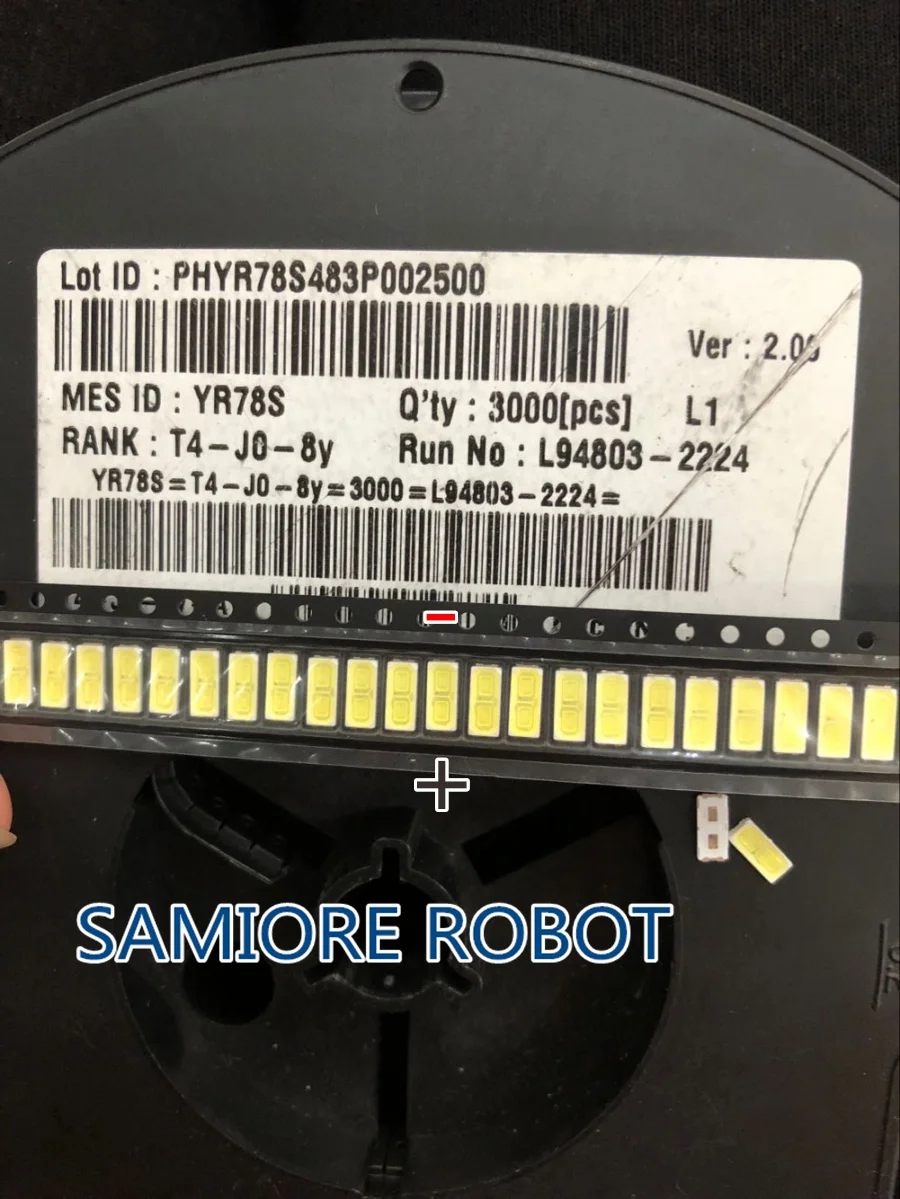 Lot ID : PHYR78S483P002500
Ver : 2.00
MES ID : YR78S
Q'ty : 3000[pcs]
L1
RANK : T4-J0-8y
Run No : L94803-2224
YR78S=T4-J0-8y=3000=L94803-2224=
SAMIORE ROBOT